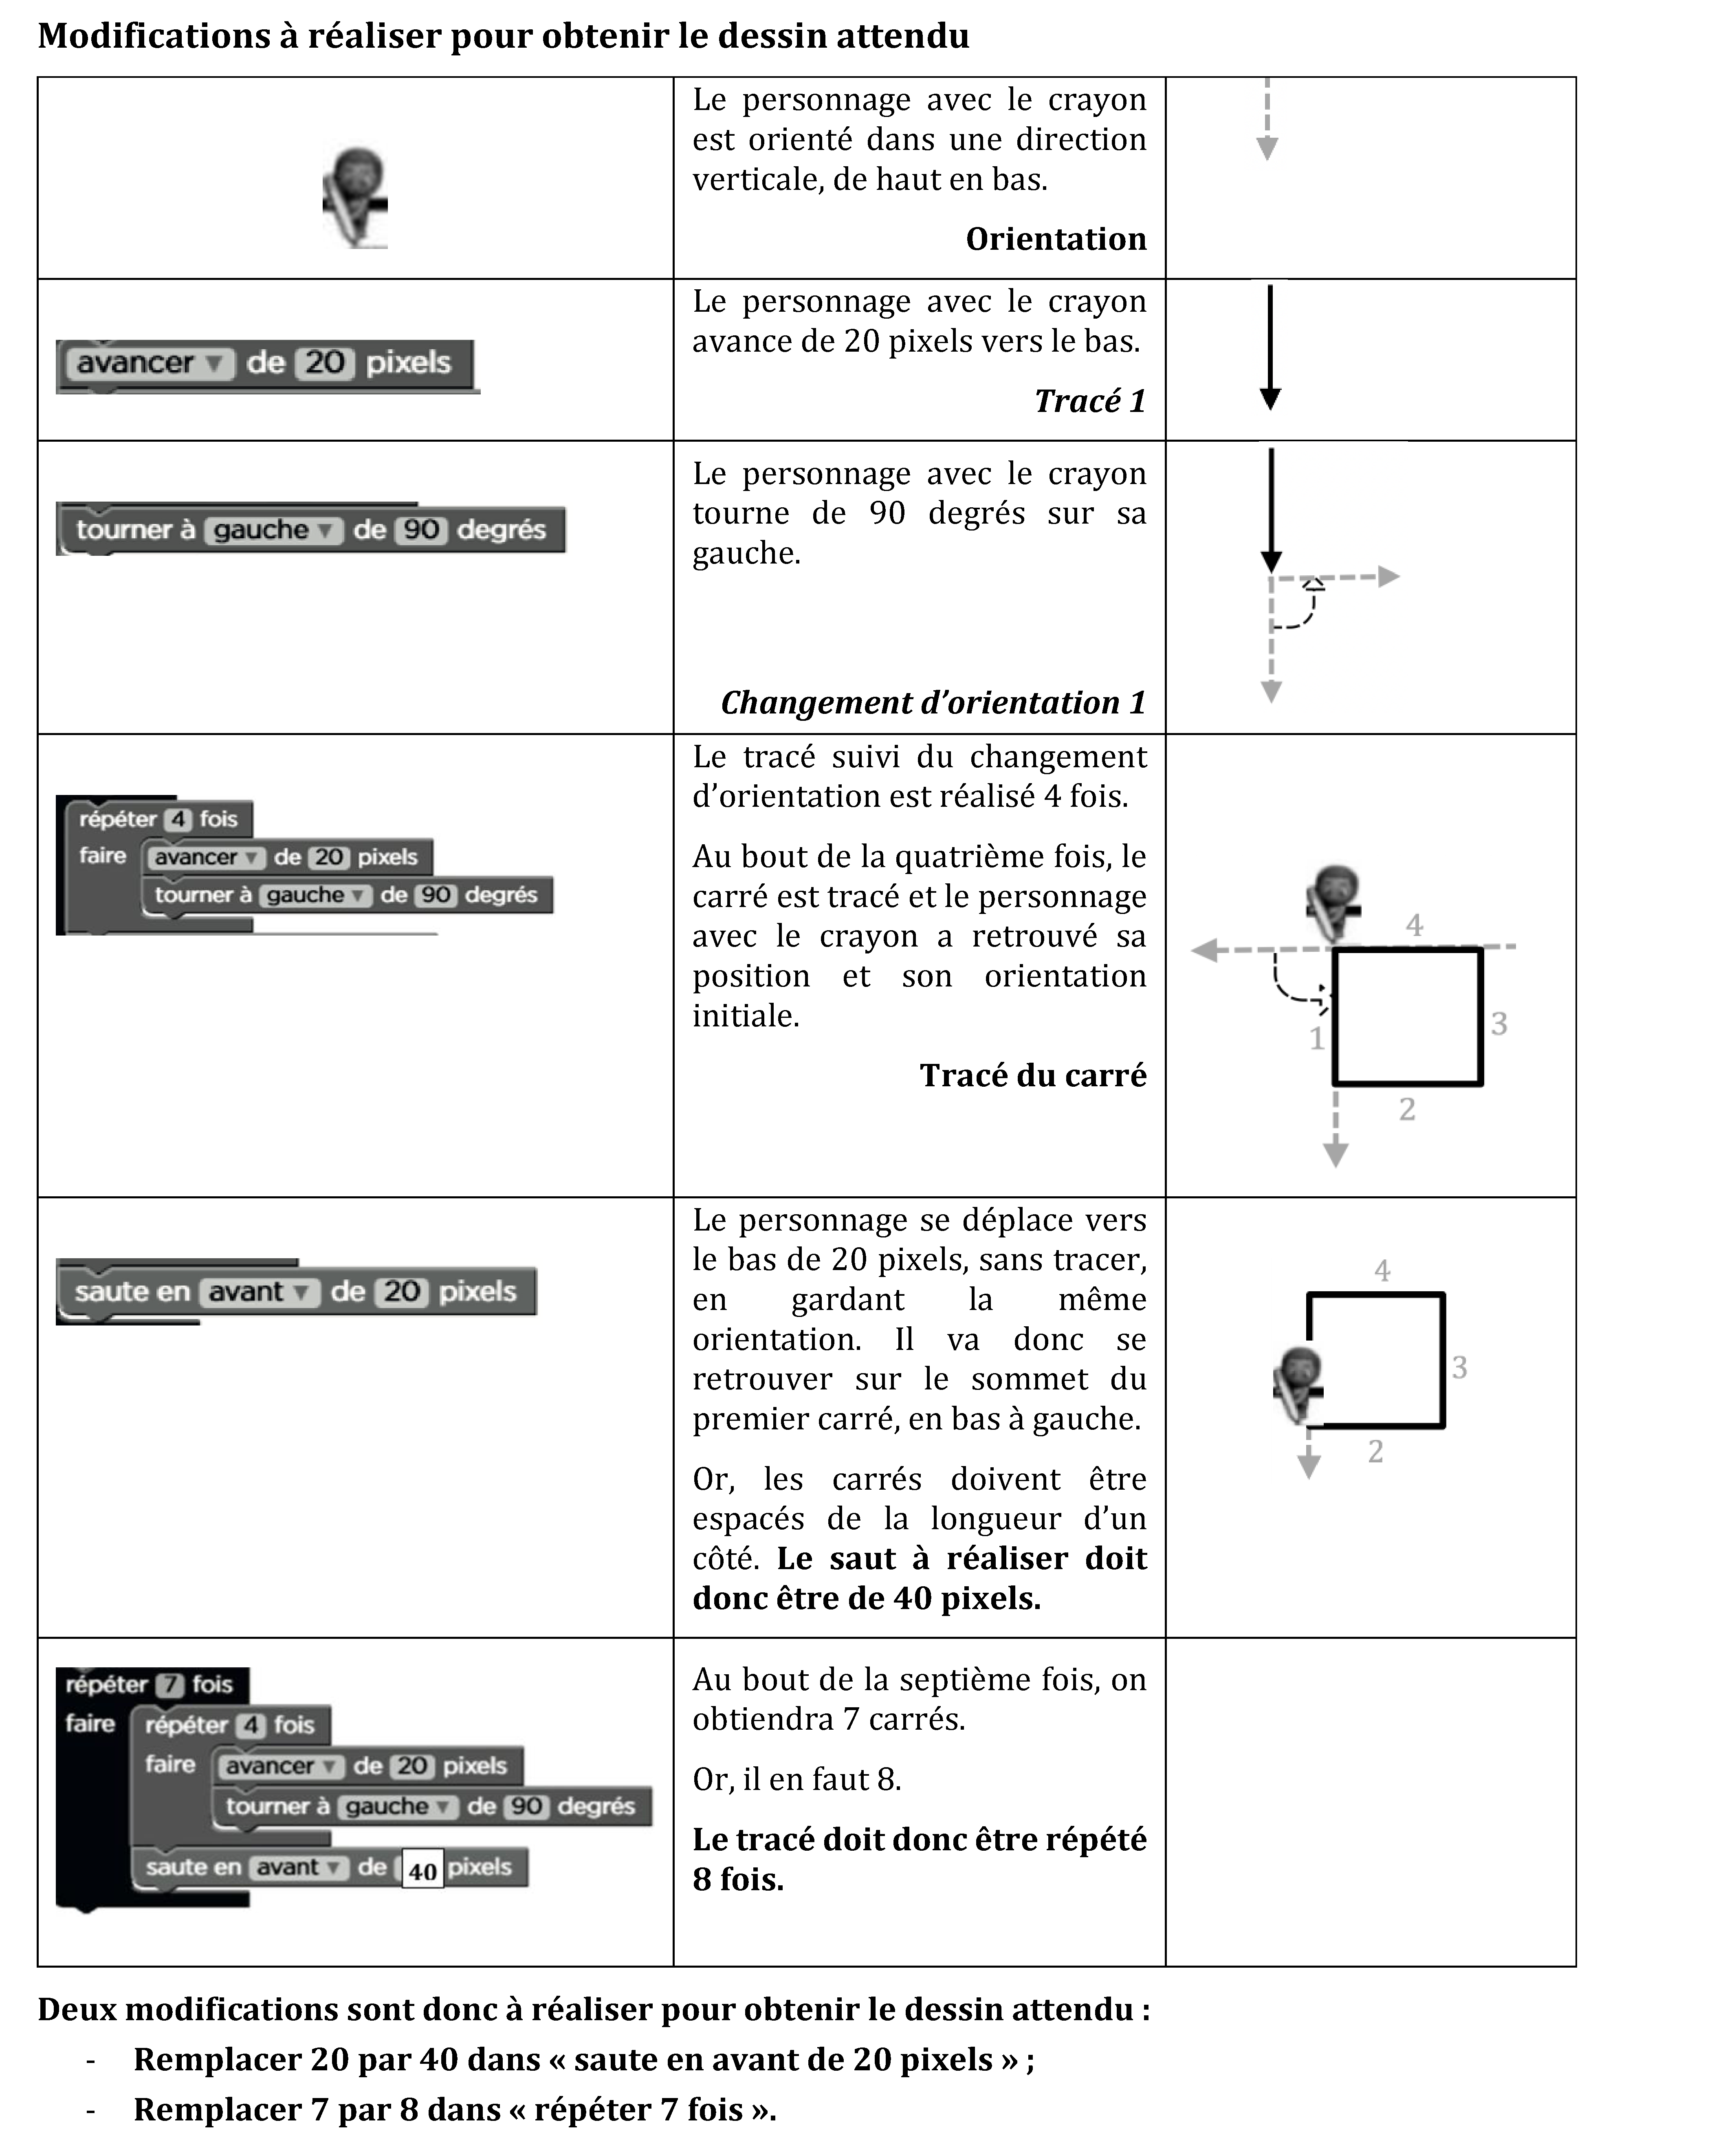 Modifications à réaliser pour obtenir le dessin attendu
Le personnage avec le crayon
est orienté dans une direction
verticale, de haut en bas.
Orientation
avancer ▼ de 20 pixels
Le personnage avec le crayon
avance de 20 pixels vers le bas.
Tracé 1
tourner à gauche ▼ de 90 degrés
Le personnage avec le crayon
tourne de 90 degrés sur sa
gauche.
Changement d’orientation 1
répéter 4 fois
faire avancer ▼ de 20 pixels
tourner à gauche ▼ de 90 degrés
Le tracé suivi du changement
d’orientation est réalisé 4 fois.
Au bout de la quatrième fois, le
carré est tracé et le personnage
avec le crayon a retrouvé sa
position et son orientation
initiale.
Tracé du carré
4
3
1
2
saute en avant ▼ de 20 pixels
Le personnage se déplace vers
le bas de 20 pixels, sans tracer,
en gardant la même
orientation. Il va donc se
retrouver sur le sommet du
premier carré, en bas à gauche.
Or, les carrés doivent être
espacés de la longueur d’un
côté. Le saut à réaliser doit
donc être de 40 pixels.
4
3
2
répéter 7 fois
faire répéter 4 fois
faire avancer ▼ de 20 pixels
tourner à gauche ▼ de 90 degrés
saute en avant ▼ de 40 pixels
Au bout de la septième fois, on
obtiendra 7 carrés.
Or, il en faut 8.
Le tracé doit donc être répété
8 fois.
Deux modifications sont donc à réaliser pour obtenir le dessin attendu :
- Remplacer 20 par 40 dans « saute en avant de 20 pixels » ;
- Remplacer 7 par 8 dans « répéter 7 fois ».